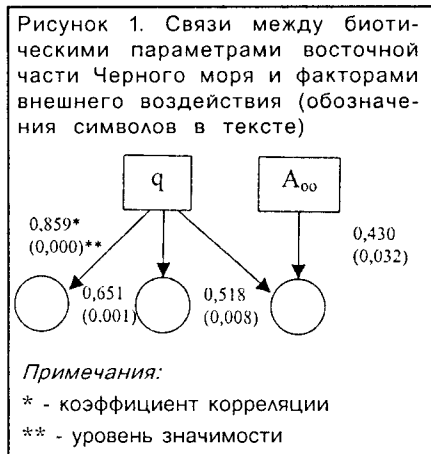 Рисунок 1. Связи между биоти-
ческими параметрами восточной
части Черного моря и факторами
внешнего воздействия (обозначе-
ния символов в тексте)
q
A₀₀
0,859*
(0,000)**
0,651
(0.001)
0,518
(0,008)
0,430
(0,032)
Примечания:
* - коэффициент корреляции
** - уровень значимости